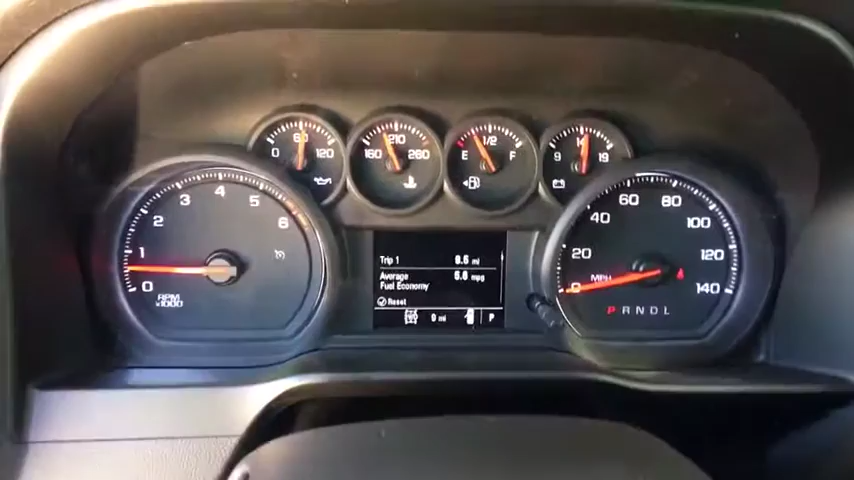 0 60 120
160 210 260
E 1/2 F
9 14 19
0 1 2 3 4 5 6
RPM
x1000
Trip 1
mi
Average
Fuel Economy
mpg
Reset
0 mi P
0 20 40 60 80 100 120 140
MPH
PRNDL